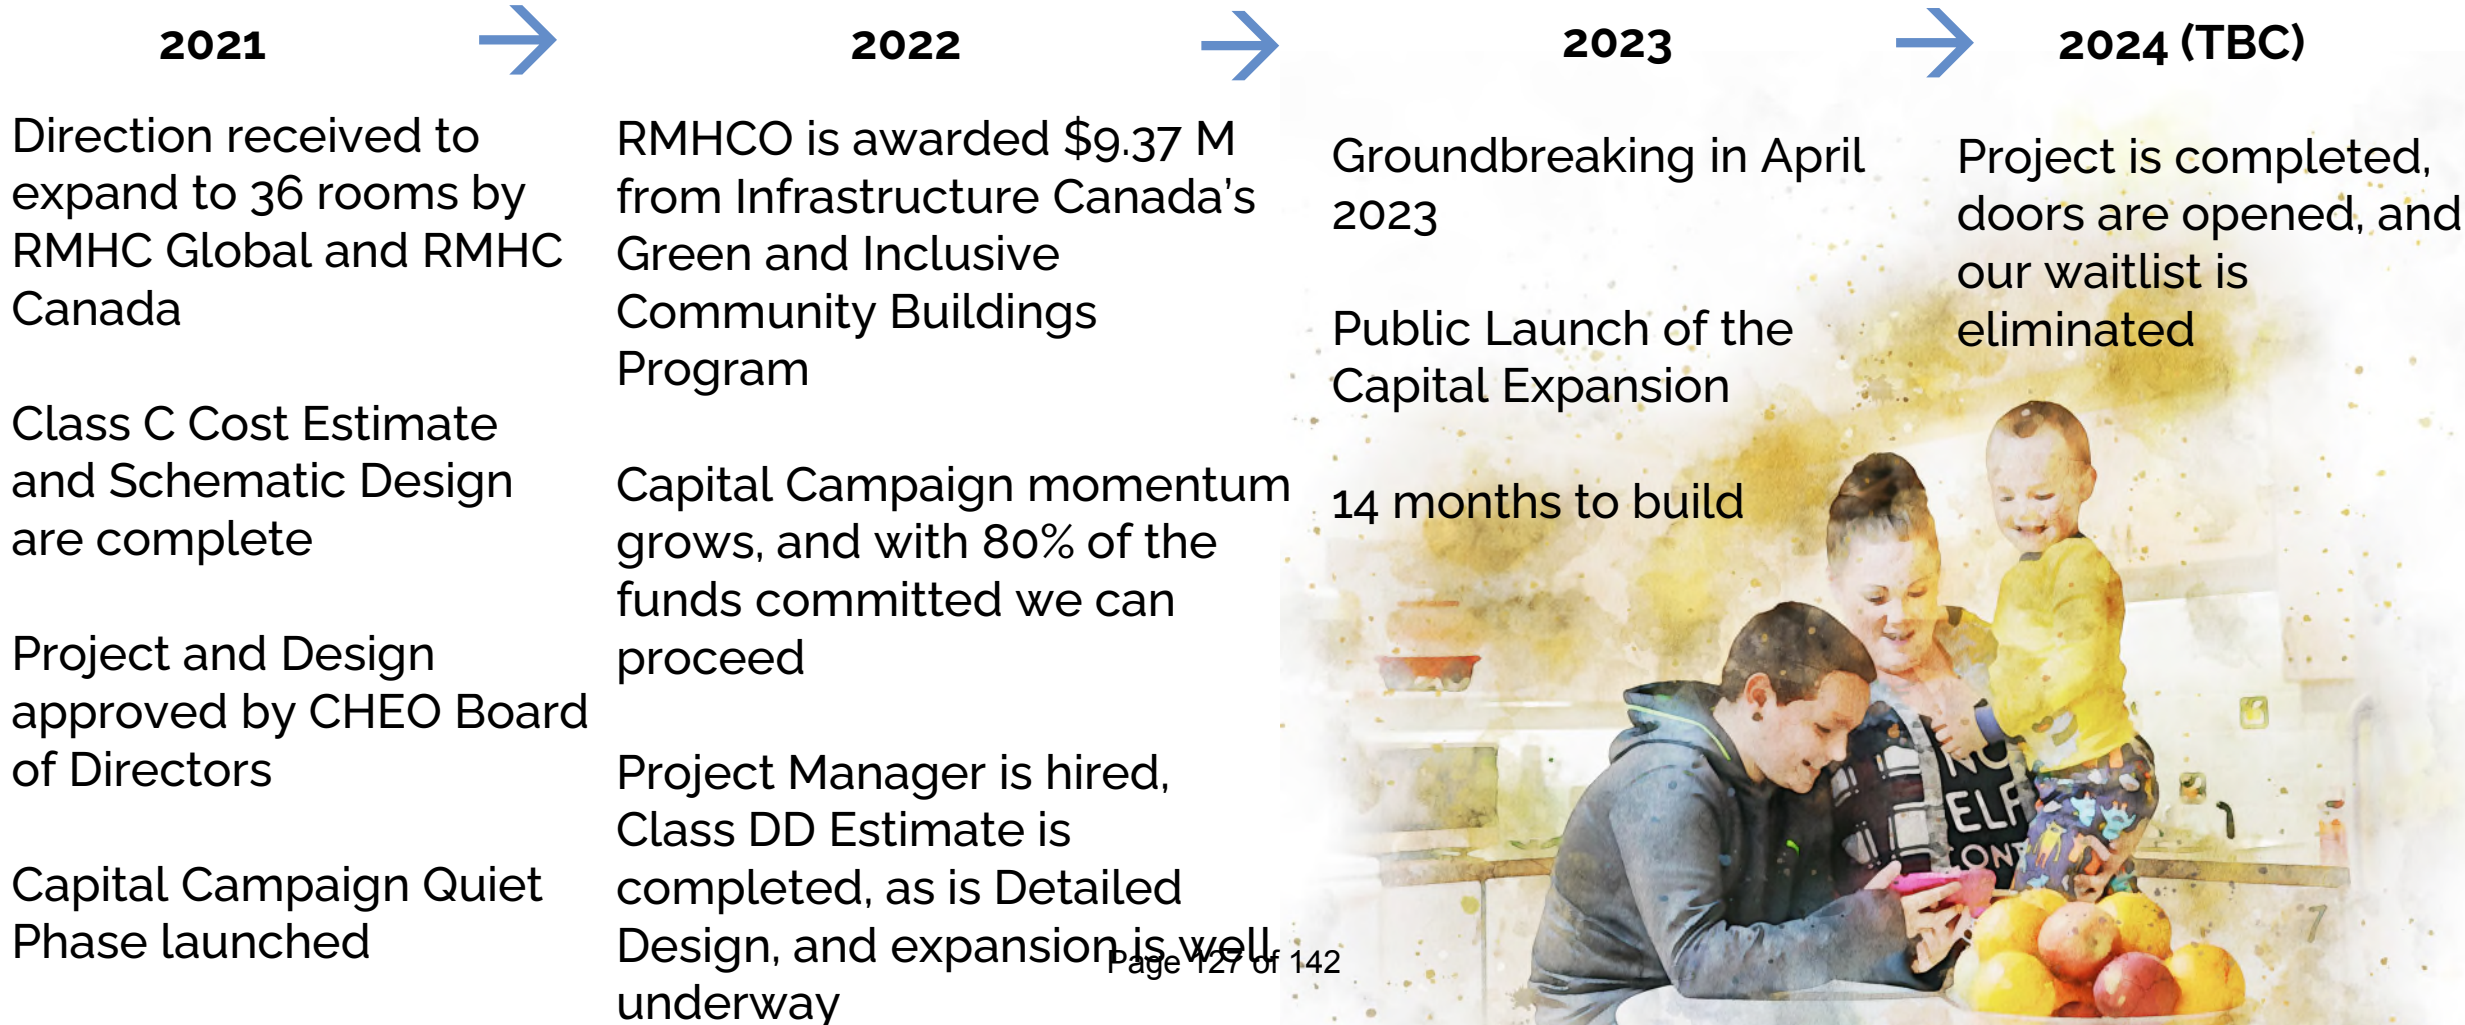 2021
Direction received to
expand to 36 rooms by
RMHC Global and RMHC
Canada
Class C Cost Estimate
and Schematic Design
are complete
Project and Design
approved by CHEO Board
of Directors
Capital Campaign Quiet
Phase launched
2022
RMHCO is awarded $9.37 M
from Infrastructure Canada’s
Green and Inclusive
Community Buildings
Program
Capital Campaign momentum
grows, and with 80% of the
funds committed we can
proceed
Project Manager is hired,
Class DD Estimate is
completed, as is Detailed
Design, and expansion is well
underway
2023
Groundbreaking in April
2023
Public Launch of the
Capital Expansion
14 months to build
2024 (TBC)
Project is completed,
doors are opened, and
our waitlist is
eliminated
NO
ELF
ON
7
Page 127 of 142